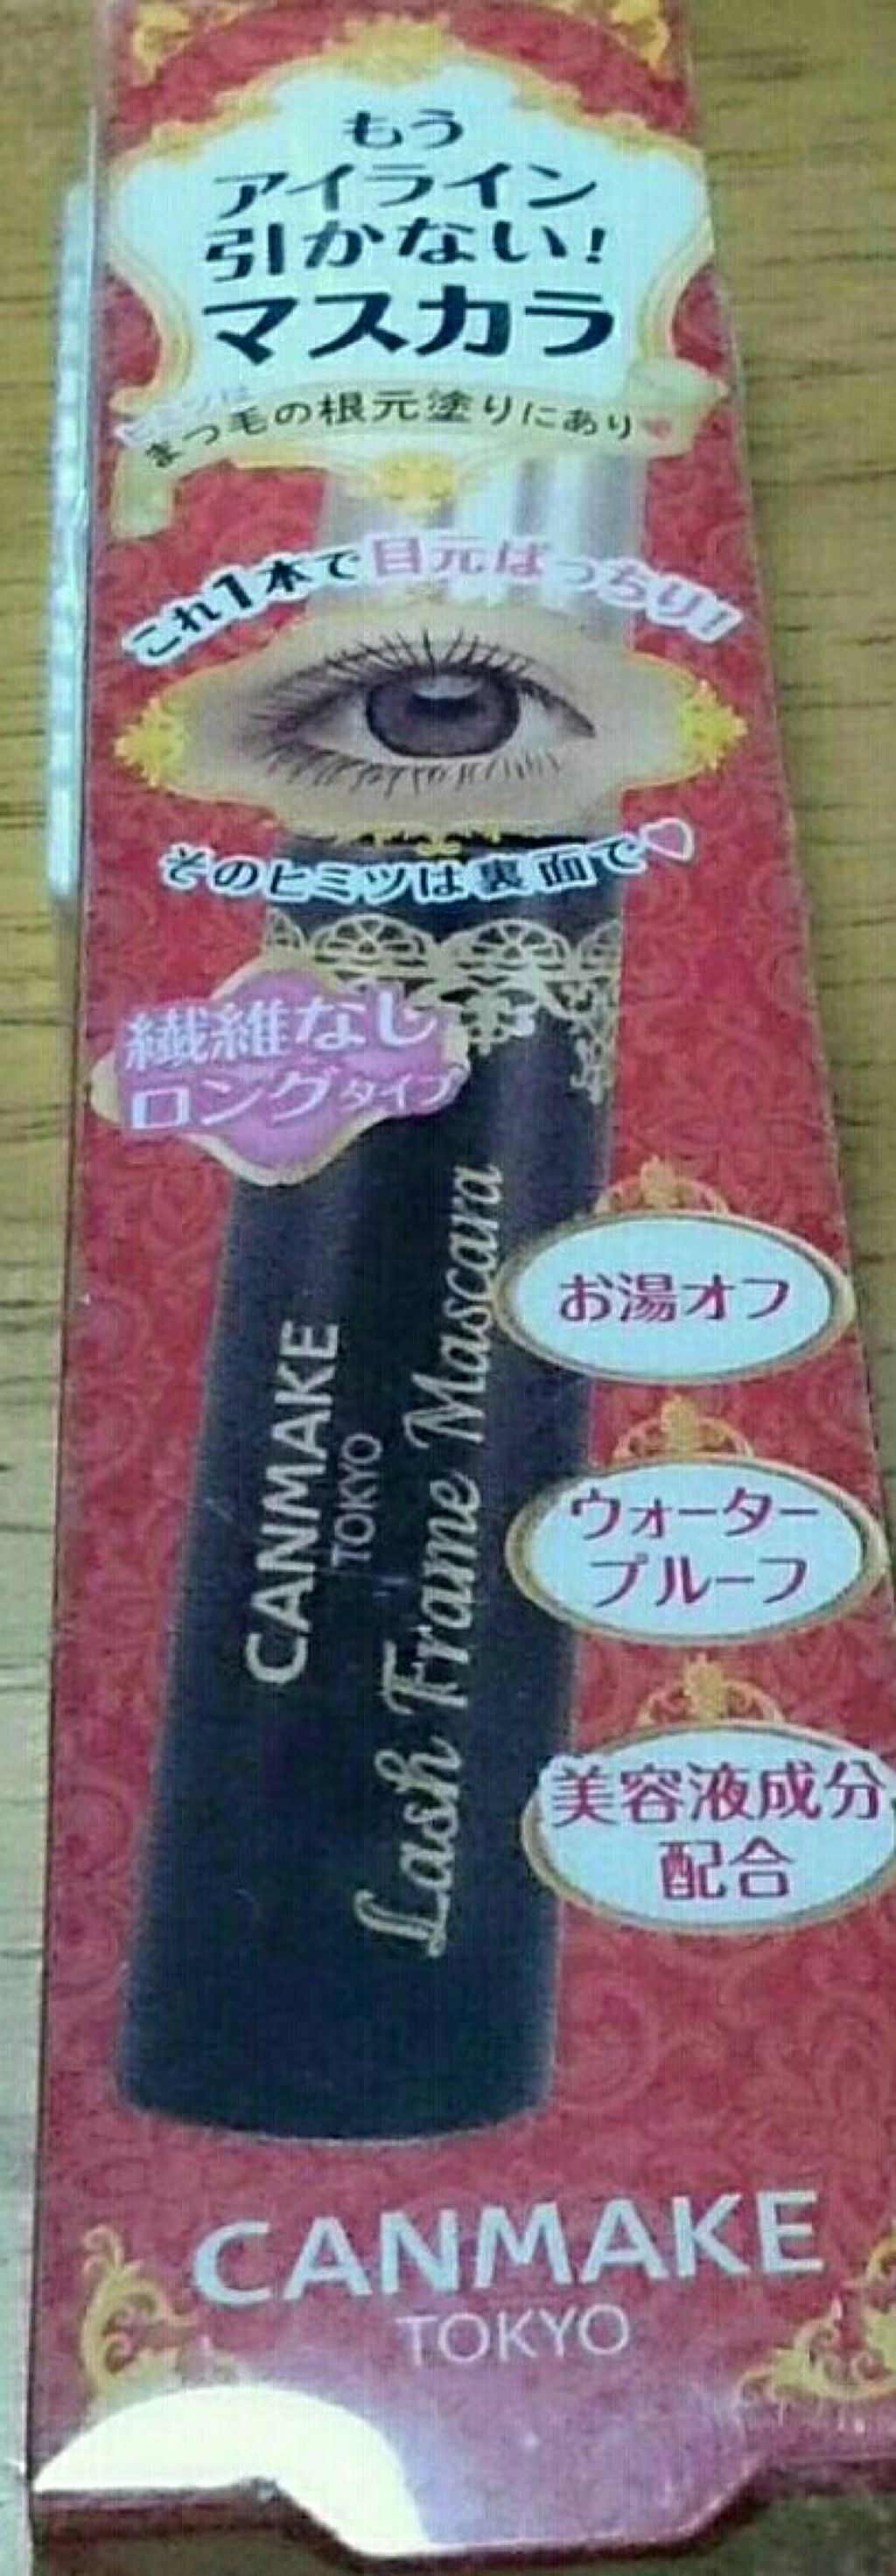 もう
アイライン
引かない!
マスカラ
ヒミツは
まつ毛の根元塗りにあり
これ1本で目元ぱっちり!
そのヒミツは裏面で
繊維なし
ロングタイプ
お湯オフ
ウォーター
プルーフ
美容液成分
配合
CANMAKE
TOKYO
Lash Frame Mascara
CANMAKE
TOKYO